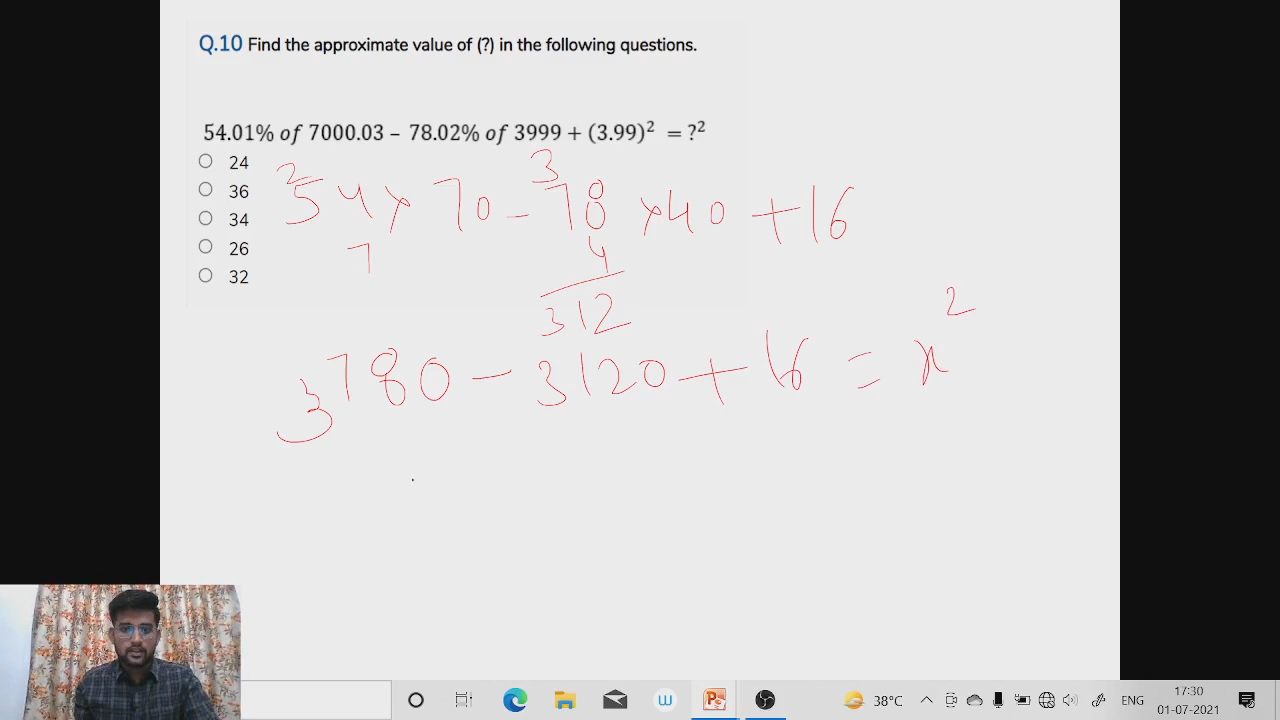 Q.10 Find the approximate value of (?) in the following questions.
54.01% of 7000.03 – 78.02% of 3999 + (3.99)² = ?²
24
36
34
26
32
2 3
54 × 70 - 78 × 40 + 16
7 4
312
3780 - 3120 + 16 = x²
38°C ENG 17:30
01-07-2021